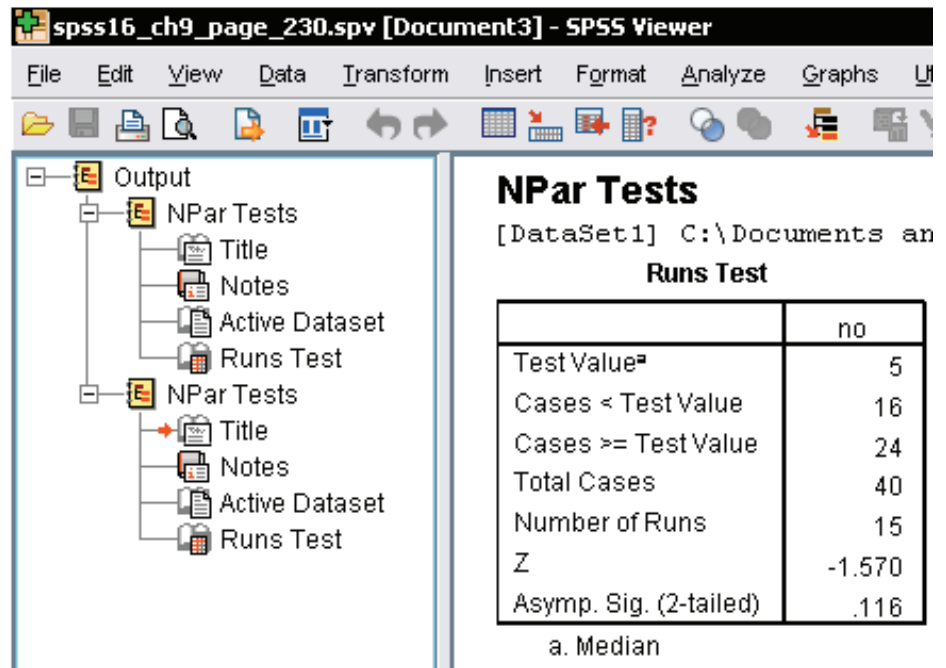 spss16_ch9_page_230.spv [Document3] - SPSS Viewer
File Edit View Data Transform Insert Format Analyze Graphs
Output
NPar Tests
Title
Notes
Active Dataset
Runs Test
NPar Tests
Title
Notes
Active Dataset
Runs Test
NPar Tests
[DataSet1] C:\Documents
Runs Test
no
Test Valueᵃ 5
Cases < Test Value 16
Cases >= Test Value 24
Total Cases 40
Number of Runs 15
Z -1.570
Asymp. Sig. (2-tailed) .116
a. Median